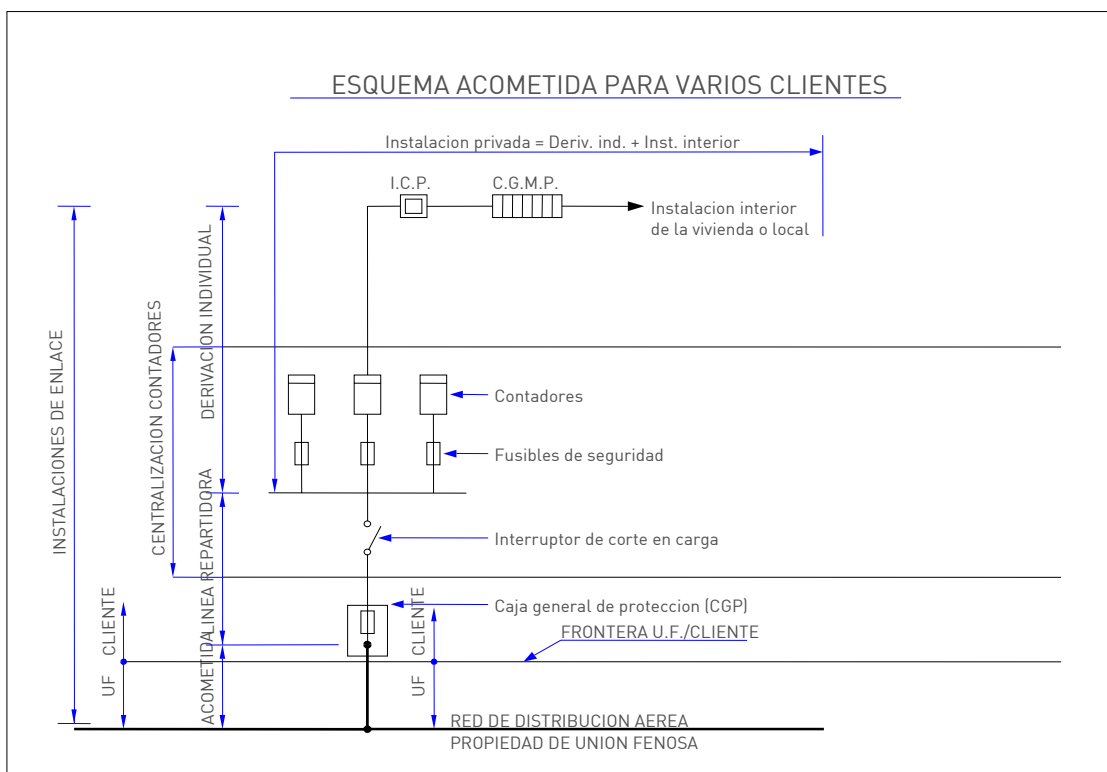 ESQUEMA ACOMETIDA PARA VARIOS CLIENTES
Instalacion privada = Deriv. ind. + Inst. interior
I.C.P.
C.G.M.P.
Instalacion interior
de la vivienda o local
INSTALACIONES DE ENLACE
CENTRALIZACION CONTADORES
DERIVACION INDIVIDUAL
Contadores
Fusibles de seguridad
LINEA REPARTIDORA
Interruptor de corte en carga
Caja general de proteccion (CGP)
CLIENTE
CLIENTE
FRONTERA U.F./CLIENTE
UF
ACOMETIDA
UF
RED DE DISTRIBUCION AEREA
PROPIEDAD DE UNION FENOSA